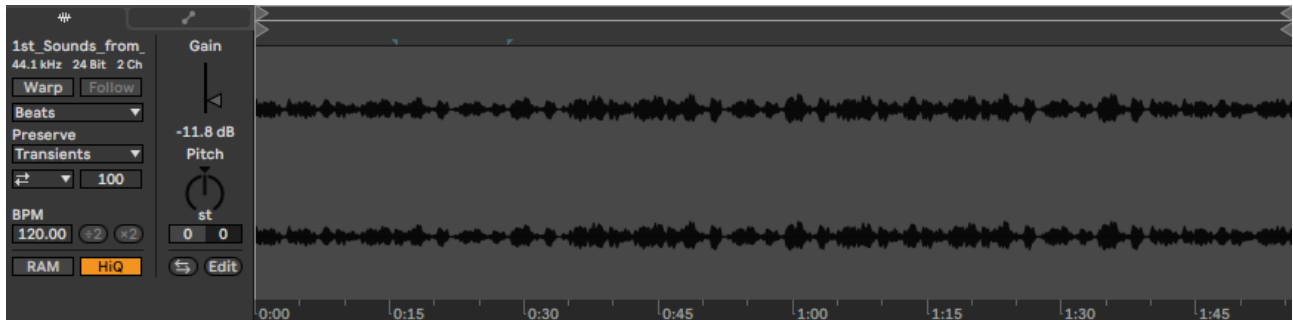 1st_Sounds_from_
44.1 kHz 24 Bit 2 Ch
Warp Follow
Beats
Preserve
Transients
100
BPM
120.00 ÷2 ×2
RAM HiQ
Gain
-11.8 dB
Pitch
st
0 0
Edit
0:00 0:15 0:30 0:45 1:00 1:15 1:30 1:45